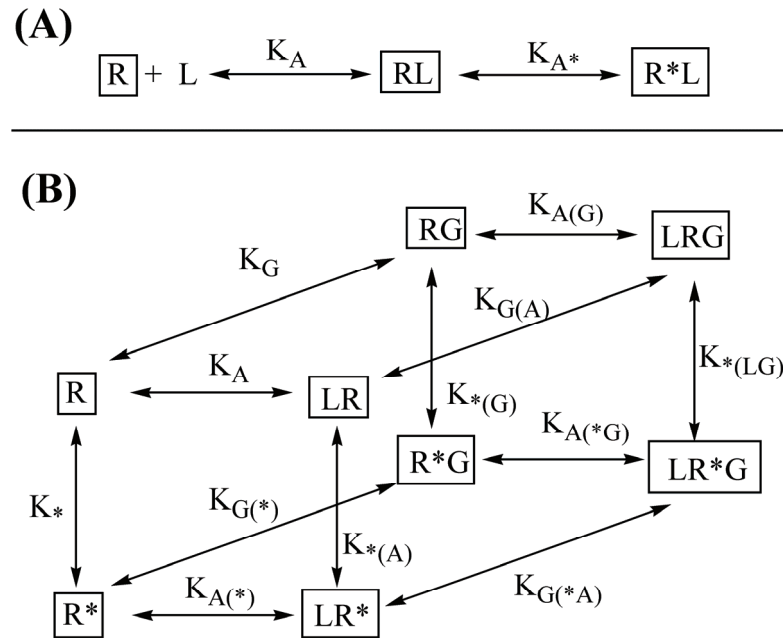 (A)
R + L K_A RL K_A* R*L
(B)
RG K_A(G) LRG
K_G
K_G(A)
R K_A LR K_*(LG)
K_*(G) K_A(*G)
R*G LR*G
K_* K_G(*)
K_*(A)
R* K_A(*) LR* K_G(*A)